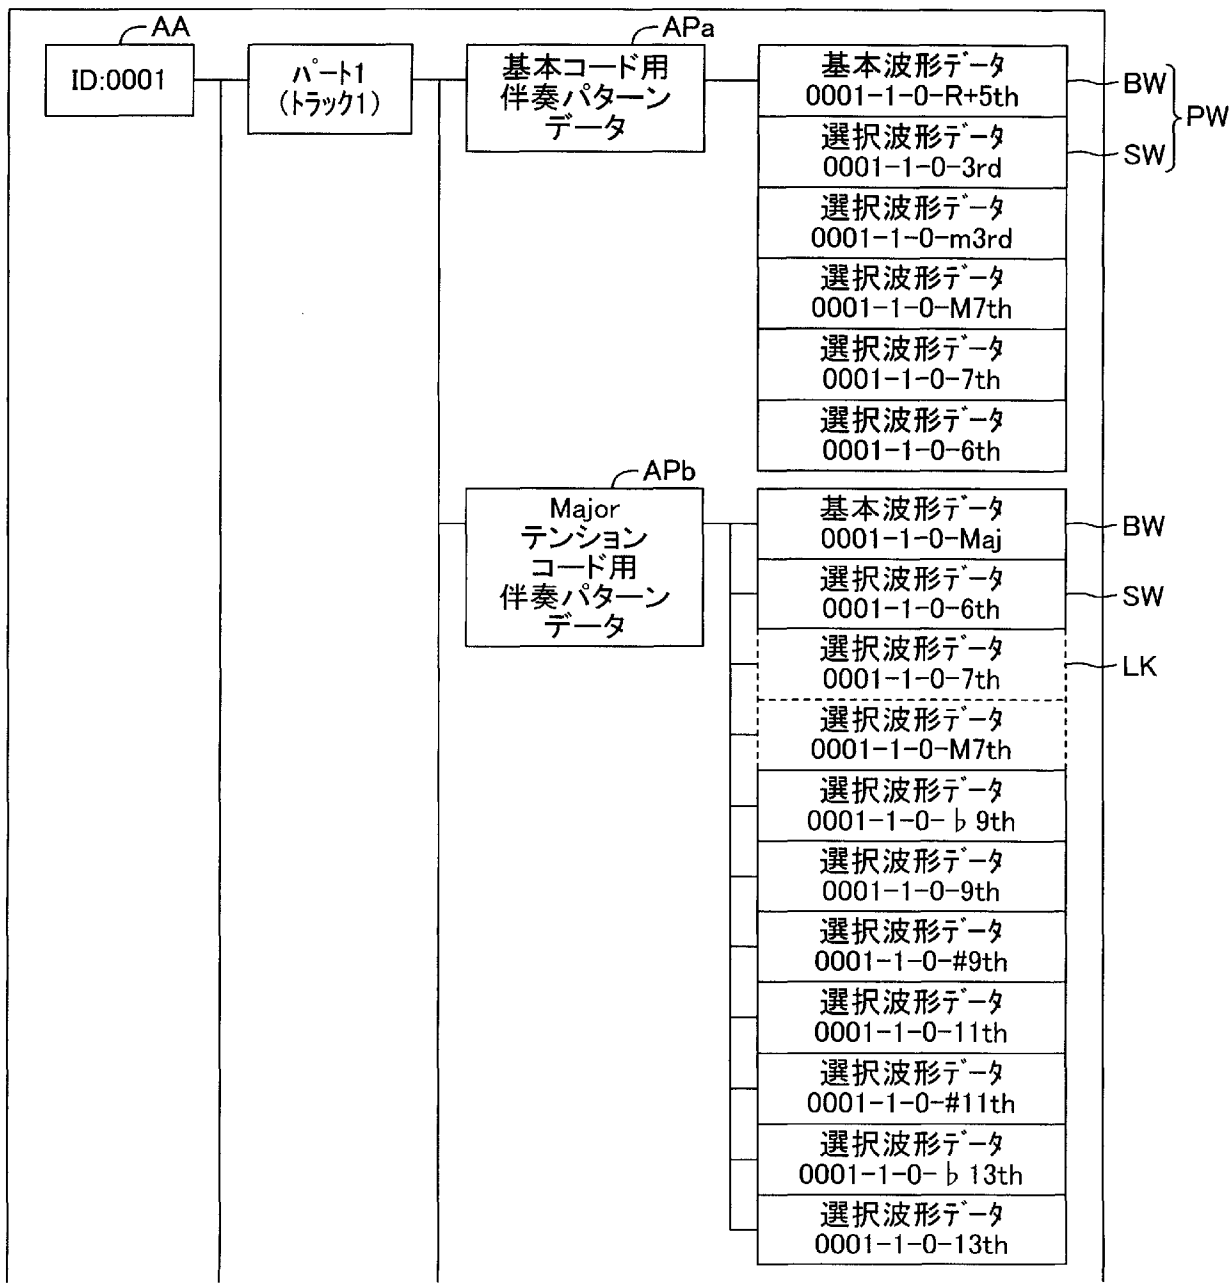 AA
ID:0001
パート1
(トラック1)
APa
基本コード用
伴奏パターン
データ
基本波形データ
0001-1-0-R+5th
BW
選択波形データ
0001-1-0-3rd
SW
PW
選択波形データ
0001-1-0-m3rd
選択波形データ
0001-1-0-M7th
選択波形データ
0001-1-0-7th
選択波形データ
0001-1-0-6th
APb
Major
テンション
コード用
伴奏パターン
データ
基本波形データ
0001-1-0-Maj
BW
選択波形データ
0001-1-0-6th
SW
選択波形データ
0001-1-0-7th
LK
選択波形データ
0001-1-0-M7th
選択波形データ
0001-1-0-♭9th
選択波形データ
0001-1-0-9th
選択波形データ
0001-1-0-#9th
選択波形データ
0001-1-0-11th
選択波形データ
0001-1-0-#11th
選択波形データ
0001-1-0-♭13th
選択波形データ
0001-1-0-13th